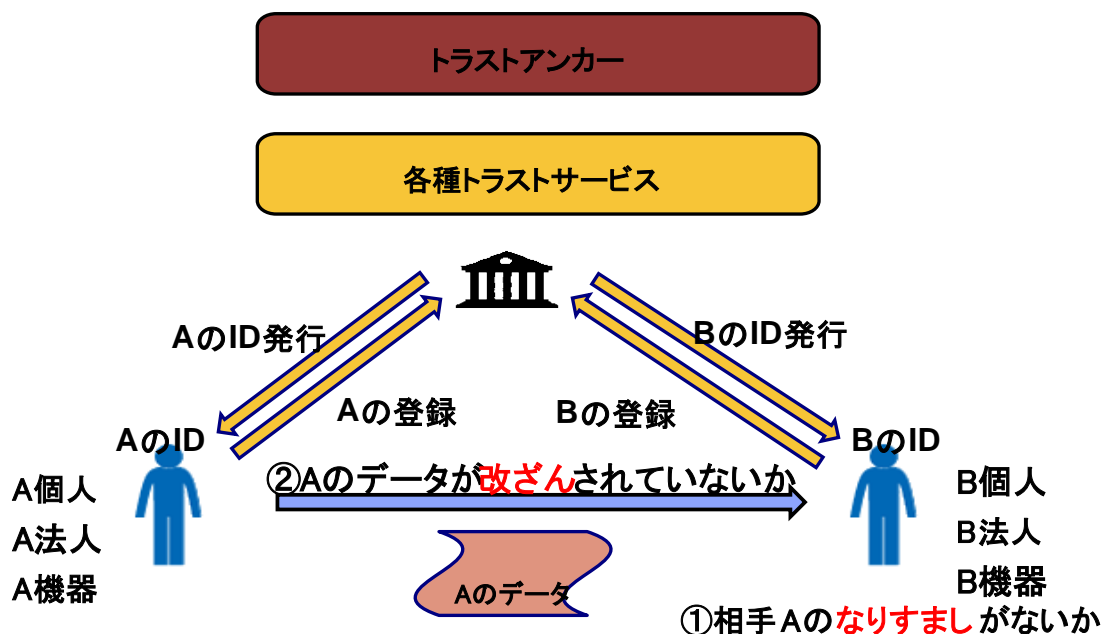 トラストアンカー
各種トラストサービス
AのID発行
BのID発行
Aの登録
Bの登録
AのID
BのID
②Aのデータが改ざんされていないか
A個人
A法人
A機器
B個人
B法人
B機器
Aのデータ
①相手Aのなりすましがないか